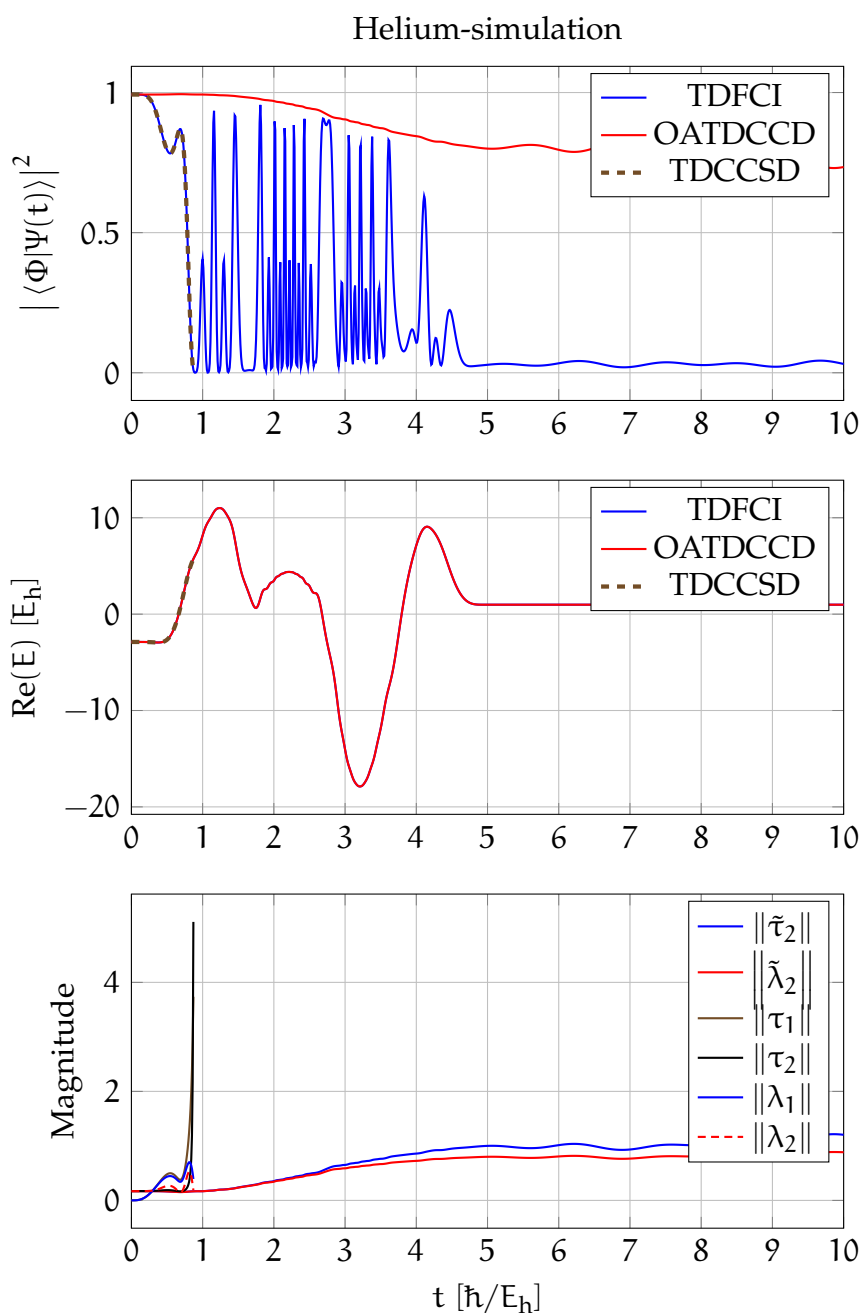 Helium-simulation
|⟨Φ|Ψ(t)⟩|²
1
0.5
0
TDFCI
OATDCCD
TDCCSD
0 1 2 3 4 5 6 7 8 9 10
Re(E) [E_h]
10
0
−10
−20
TDFCI
OATDCCD
TDCCSD
0 1 2 3 4 5 6 7 8 9 10
Magnitude
4
2
0
||τ̃₂||
||λ̃₂||
||τ₁||
||τ₂||
||λ₁||
||λ₂||
0 1 2 3 4 5 6 7 8 9 10
t [ħ/E_h]